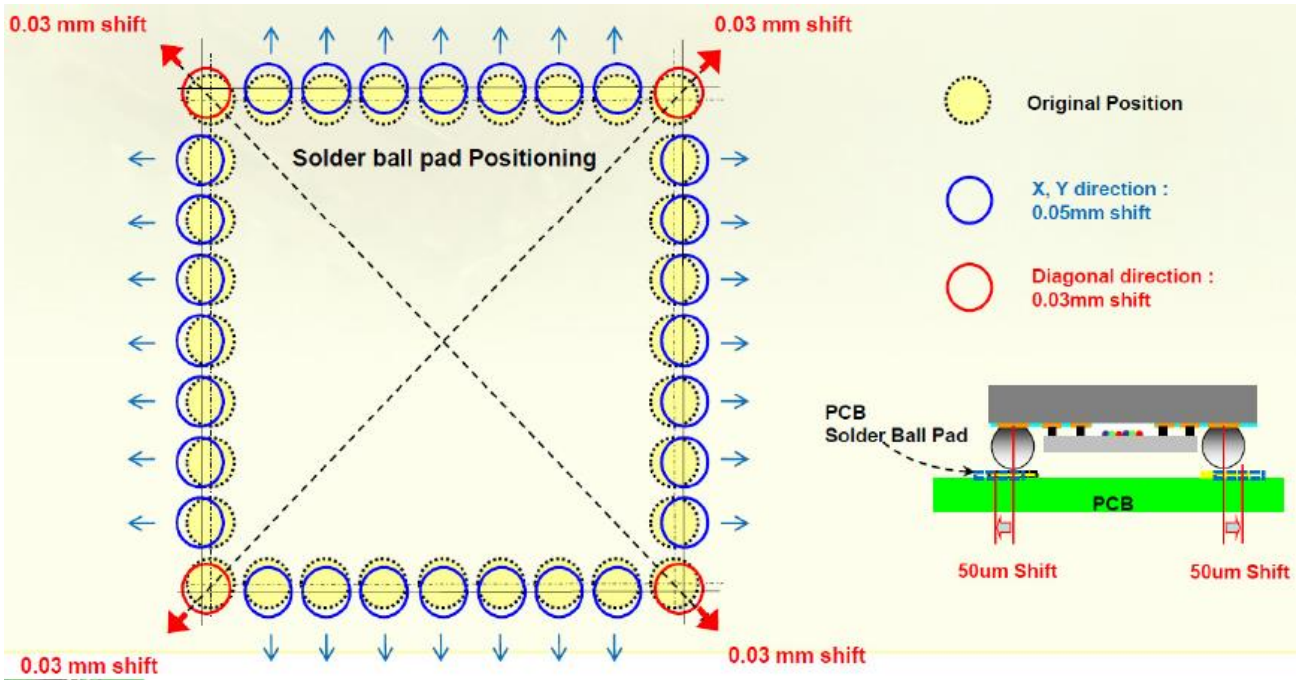 0.03 mm shift
0.03 mm shift
Original Position
Solder ball pad Positioning
X, Y direction :
0.05mm shift
Diagonal direction :
0.03mm shift
PCB
Solder Ball Pad
PCB
50um Shift
50um Shift
0.03 mm shift
0.03 mm shift